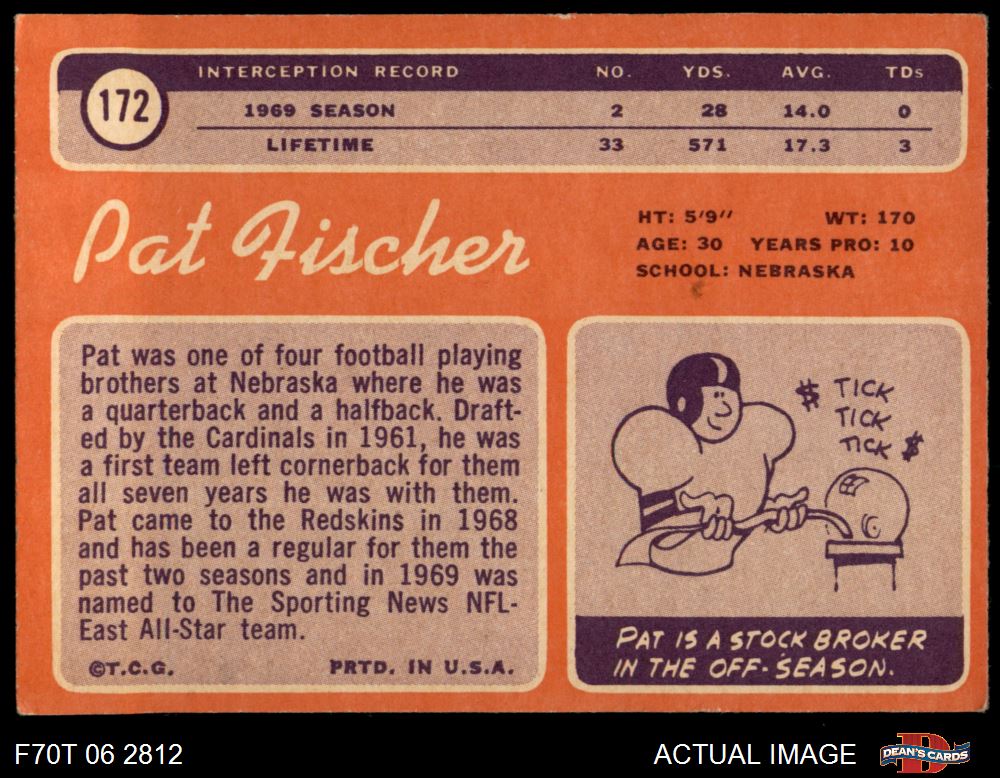 172
INTERCEPTION RECORD NO. YDS. AVG. TDs
1969 SEASON 2 28 14.0 0
LIFETIME 33 571 17.3 3
Pat Fischer
HT: 5'9" WT: 170
AGE: 30 YEARS PRO: 10
SCHOOL: NEBRASKA
Pat was one of four football playing
brothers at Nebraska where he was
a quarterback and a halfback. Draft-
ed by the Cardinals in 1961, he was
a first team left cornerback for them
all seven years he was with them.
Pat came to the Redskins in 1968
and has been a regular for them the
past two seasons and in 1969 was
named to The Sporting News NFL-
East All-Star team.
©T.C.G. PRTD. IN U.S.A.
$ TICK
TICK
TICK $
PAT IS A STOCK BROKER
IN THE OFF-SEASON.
F70T 06 2812 ACTUAL IMAGE D DEAN'S CARDS